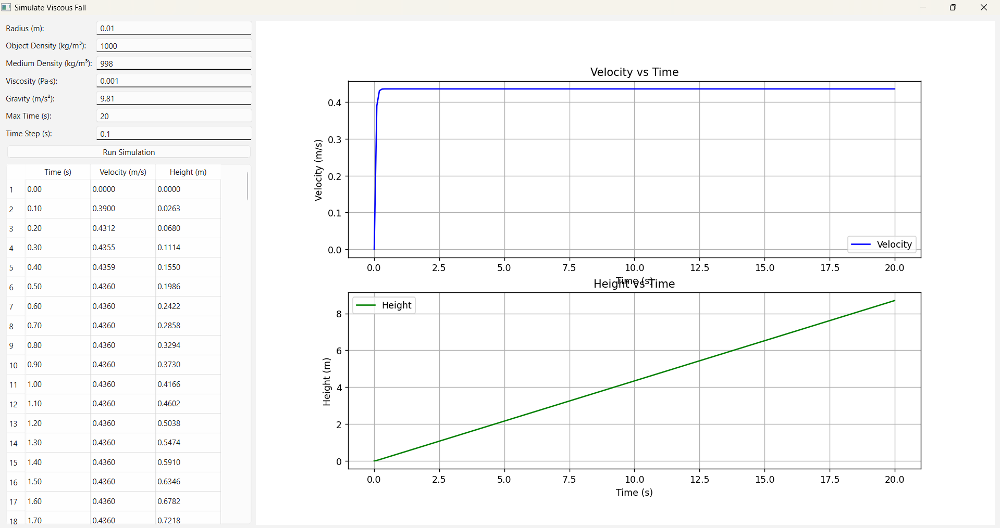 Simulate Viscous Fall
Radius (m): 0.01
Object Density (kg/m³): 1000
Medium Density (kg/m³): 998
Viscosity (Pa·s): 0.001
Gravity (m/s²): 9.81
Max Time (s): 20
Time Step (s): 0.1
Run Simulation
Time (s) Velocity (m/s) Height (m)
1 0.00 0.0000 0.0000
2 0.10 0.3900 0.0263
3 0.20 0.4312 0.0680
4 0.30 0.4355 0.1114
5 0.40 0.4359 0.1550
6 0.50 0.4360 0.1986
7 0.60 0.4360 0.2422
8 0.70 0.4360 0.2858
9 0.80 0.4360 0.3294
10 0.90 0.4360 0.3730
11 1.00 0.4360 0.4166
12 1.10 0.4360 0.4602
13 1.20 0.4360 0.5038
14 1.30 0.4360 0.5474
15 1.40 0.4360 0.5910
16 1.50 0.4360 0.6346
17 1.60 0.4360 0.6782
18 1.70 0.4360 0.7218
Velocity vs Time
Velocity (m/s)
0.4
0.3
0.2
0.1
0.0
Velocity
0.0 2.5 5.0 7.5 10.0 12.5 15.0 17.5 20.0
Time (s)
Height vs Time
Height
Height (m)
8
6
4
2
0
0.0 2.5 5.0 7.5 10.0 12.5 15.0 17.5 20.0
Time (s)